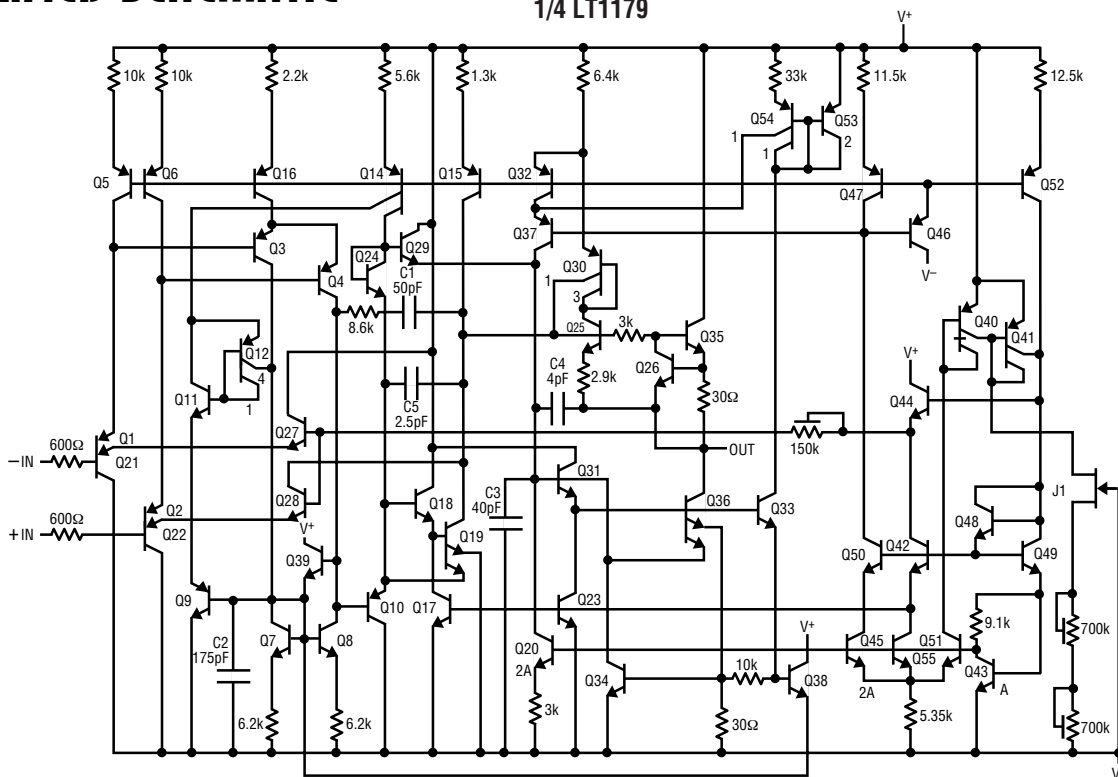 1/4 LT1179
V+
10k
10k
2.2k
5.6k
1.3k
6.4k
33k
11.5k
12.5k
Q54
Q53
1
1
2
Q5
Q6
Q16
Q14
Q15
Q32
Q47
Q52
Q3
Q4
Q24
Q29
Q37
Q46
V–
C1
50pF
8.6k
Q30
1
3
Q25
3k
Q35
Q40
Q41
Q12
4
1
Q11
C5
2.5pF
C4
4pF
2.9k
Q26
30Ω
V+
Q44
600Ω
Q1
–IN
Q21
Q27
150k
OUT
Q28
Q31
J1
600Ω
Q2
+IN
Q22
V+
Q39
Q18
Q19
C3
40pF
Q36
Q33
Q48
Q50
Q42
Q49
Q9
Q10
Q17
Q23
C2
175pF
Q7
Q8
Q20
2A
Q34
10k
V+
Q38
Q45
2A
Q51
Q55
9.1k
Q43
A
700k
6.2k
6.2k
3k
30Ω
5.35k
700k